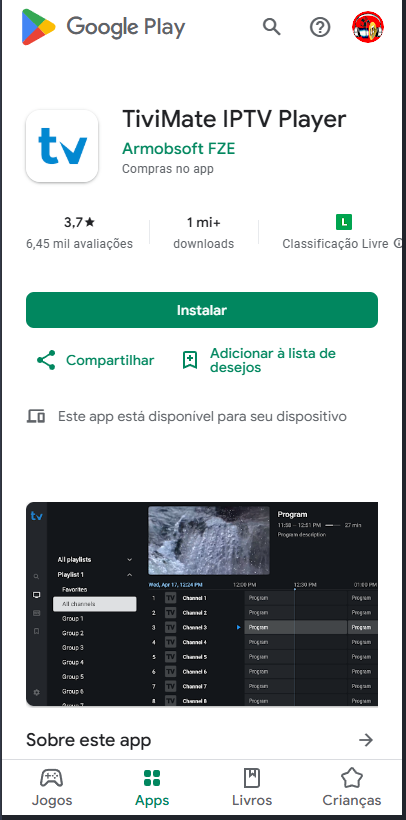 Google Play
tv
TiviMate IPTV Player
Armobsoft FZE
Compras no app
3,7★
6,45 mil avaliações
1 mi+
downloads
L
Classificação Livre
Instalar
Compartilhar
Adicionar à lista de
desejos
Este app está disponível para seu dispositivo
tv
Program
11:58 — 12:51 PM 27 min
Program description
All playlists
Playlist 1
Favorites
All channels
Group 1
Group 2
Group 3
Group 4
Group 5
Group 6
Group 7
Wed, Apr 17, 12:24 PM 12:00 PM 12:30 PM 01:00 PM
1 TV Channel 1 Program Program
2 TV Channel 2 Program Program
3 TV Channel 3 Program Program
4 TV Channel 4 Program Program
5 TV Channel 5 Program Program
6 TV Channel 6 Program Program
7 TV Channel 7 Program Program
8 TV Channel 8 Program Program
Sobre este app
Jogos
Apps
Livros
Crianças